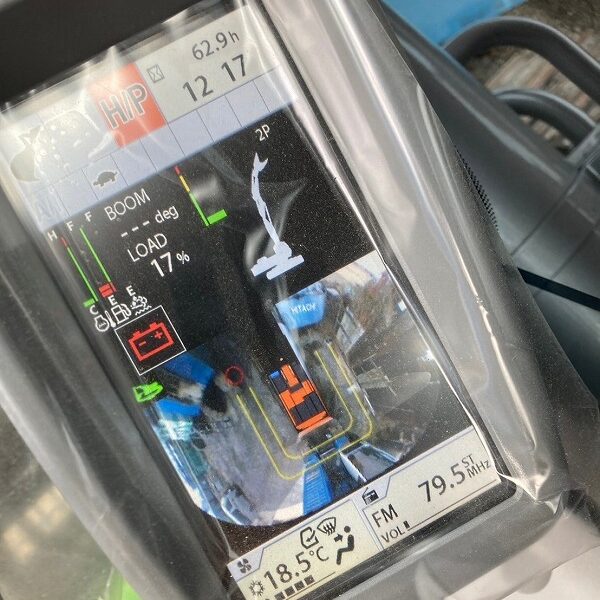 62.9h
H/P
12 17
2P
BOOM
---deg
LOAD
17%
H F F
C E E
HITACHI
FM
79.5 ST MHz
VOL
18.5℃